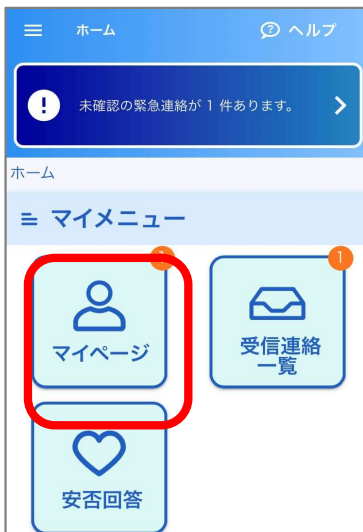 ホーム
ヘルプ
未確認の緊急連絡が 1 件あります。
ホーム
マイメニュー
1
1
マイページ
受信連絡
一覧
安否回答